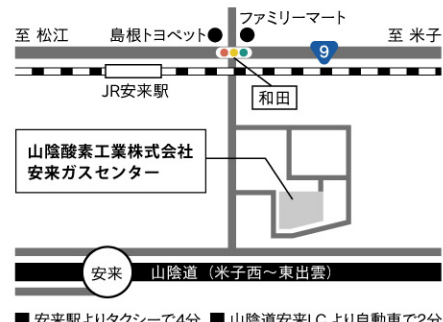 ファミリーマート
至 松江
島根トヨペット
至 米子
9
JR安来駅
和田
山陰酸素工業株式会社
安来ガスセンター
安来
山陰道（米子西～東出雲）
■ 安来駅よりタクシーで4分 ■ 山陰道安来I.C.より自動車で2分